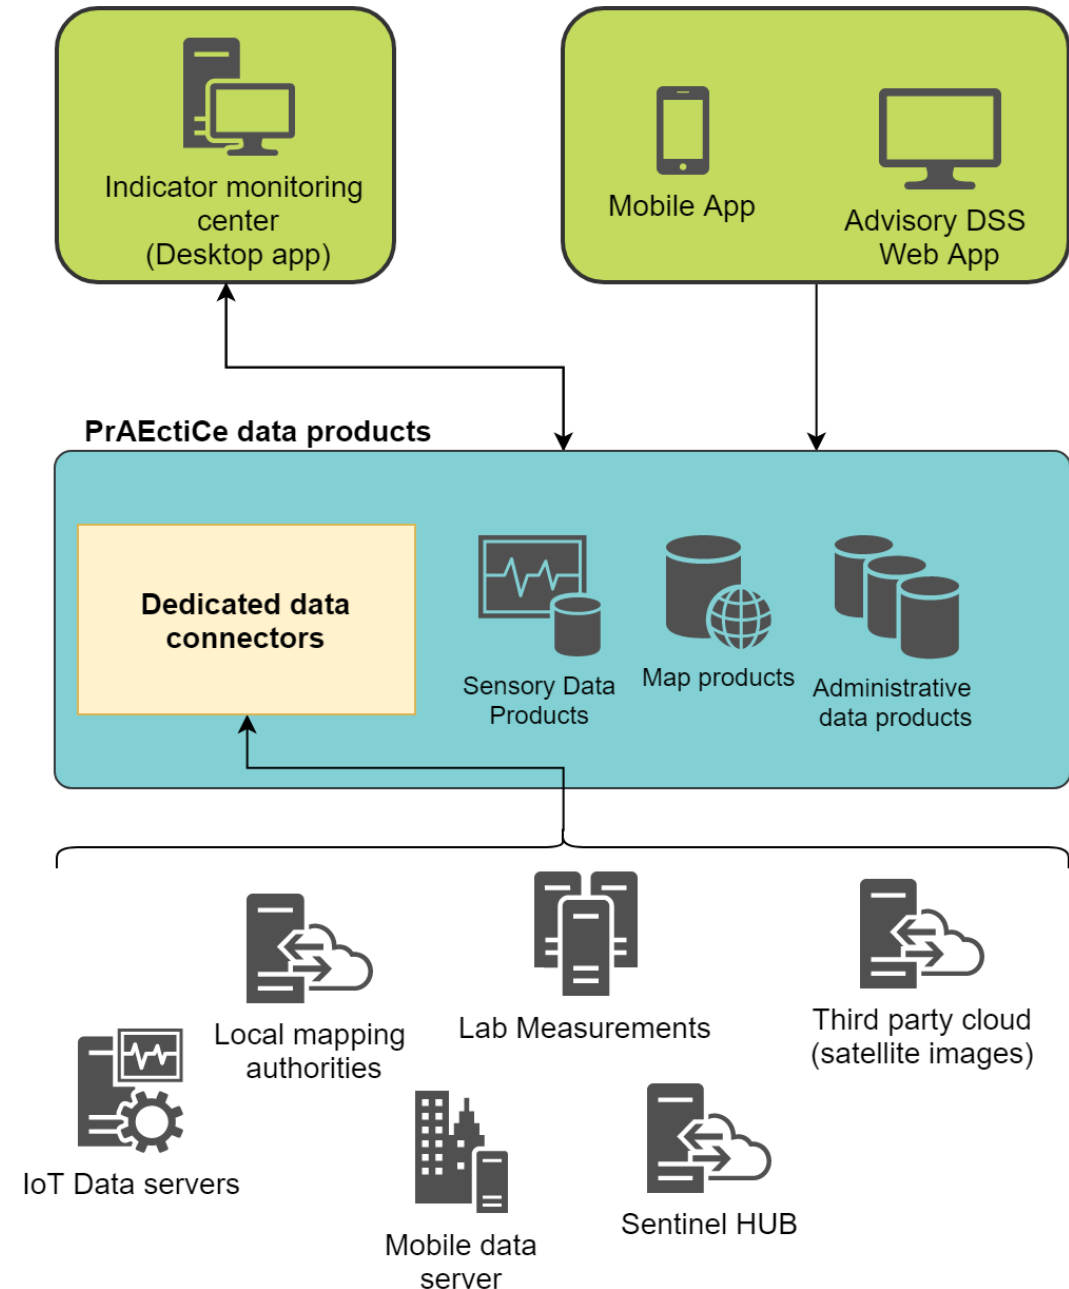 Indicator monitoring
center
(Desktop app)
Mobile App
Advisory DSS
Web App
PrAEctiCe data products
Dedicated data
connectors
Sensory Data
Products
Map products
Administrative
data products
Local mapping
authorities
Lab Measurements
Third party cloud
(satellite images)
IoT Data servers
Mobile data
server
Sentinel HUB